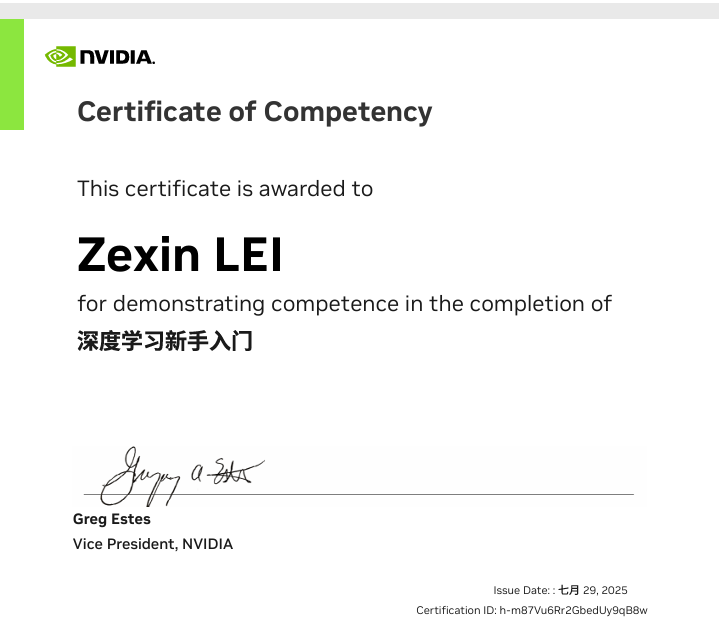 NVIDIA.
Certificate of Competency
This certificate is awarded to
Zexin LEI
for demonstrating competence in the completion of
深度学习新手入门
Greg Estes
Vice President, NVIDIA
Issue Date: : 七月 29, 2025
Certification ID: h-m87Vu6Rr2GbedUy9qB8w